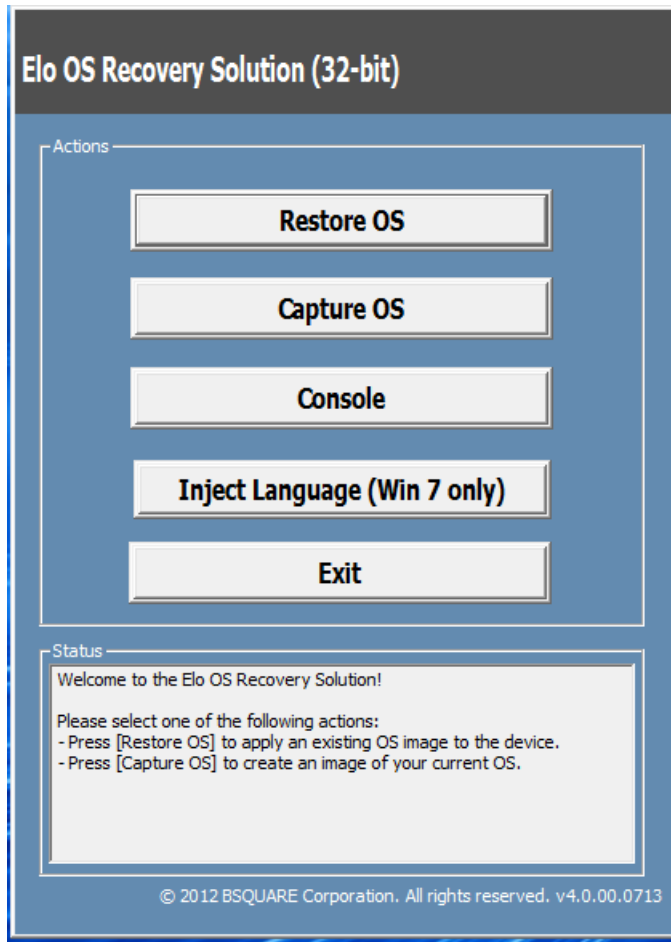 Elo OS Recovery Solution (32-bit)
Actions
Restore OS
Capture OS
Console
Inject Language (Win 7 only)
Exit
Status
Welcome to the Elo OS Recovery Solution!
Please select one of the following actions:
- Press [Restore OS] to apply an existing OS image to the device.
- Press [Capture OS] to create an image of your current OS.
© 2012 BSQUARE Corporation. All rights reserved. v4.0.00.0713